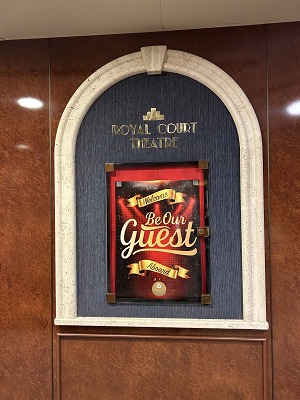 ROYAL COURT
THEATRE
Welcome
Be Our
Guest
Aboard